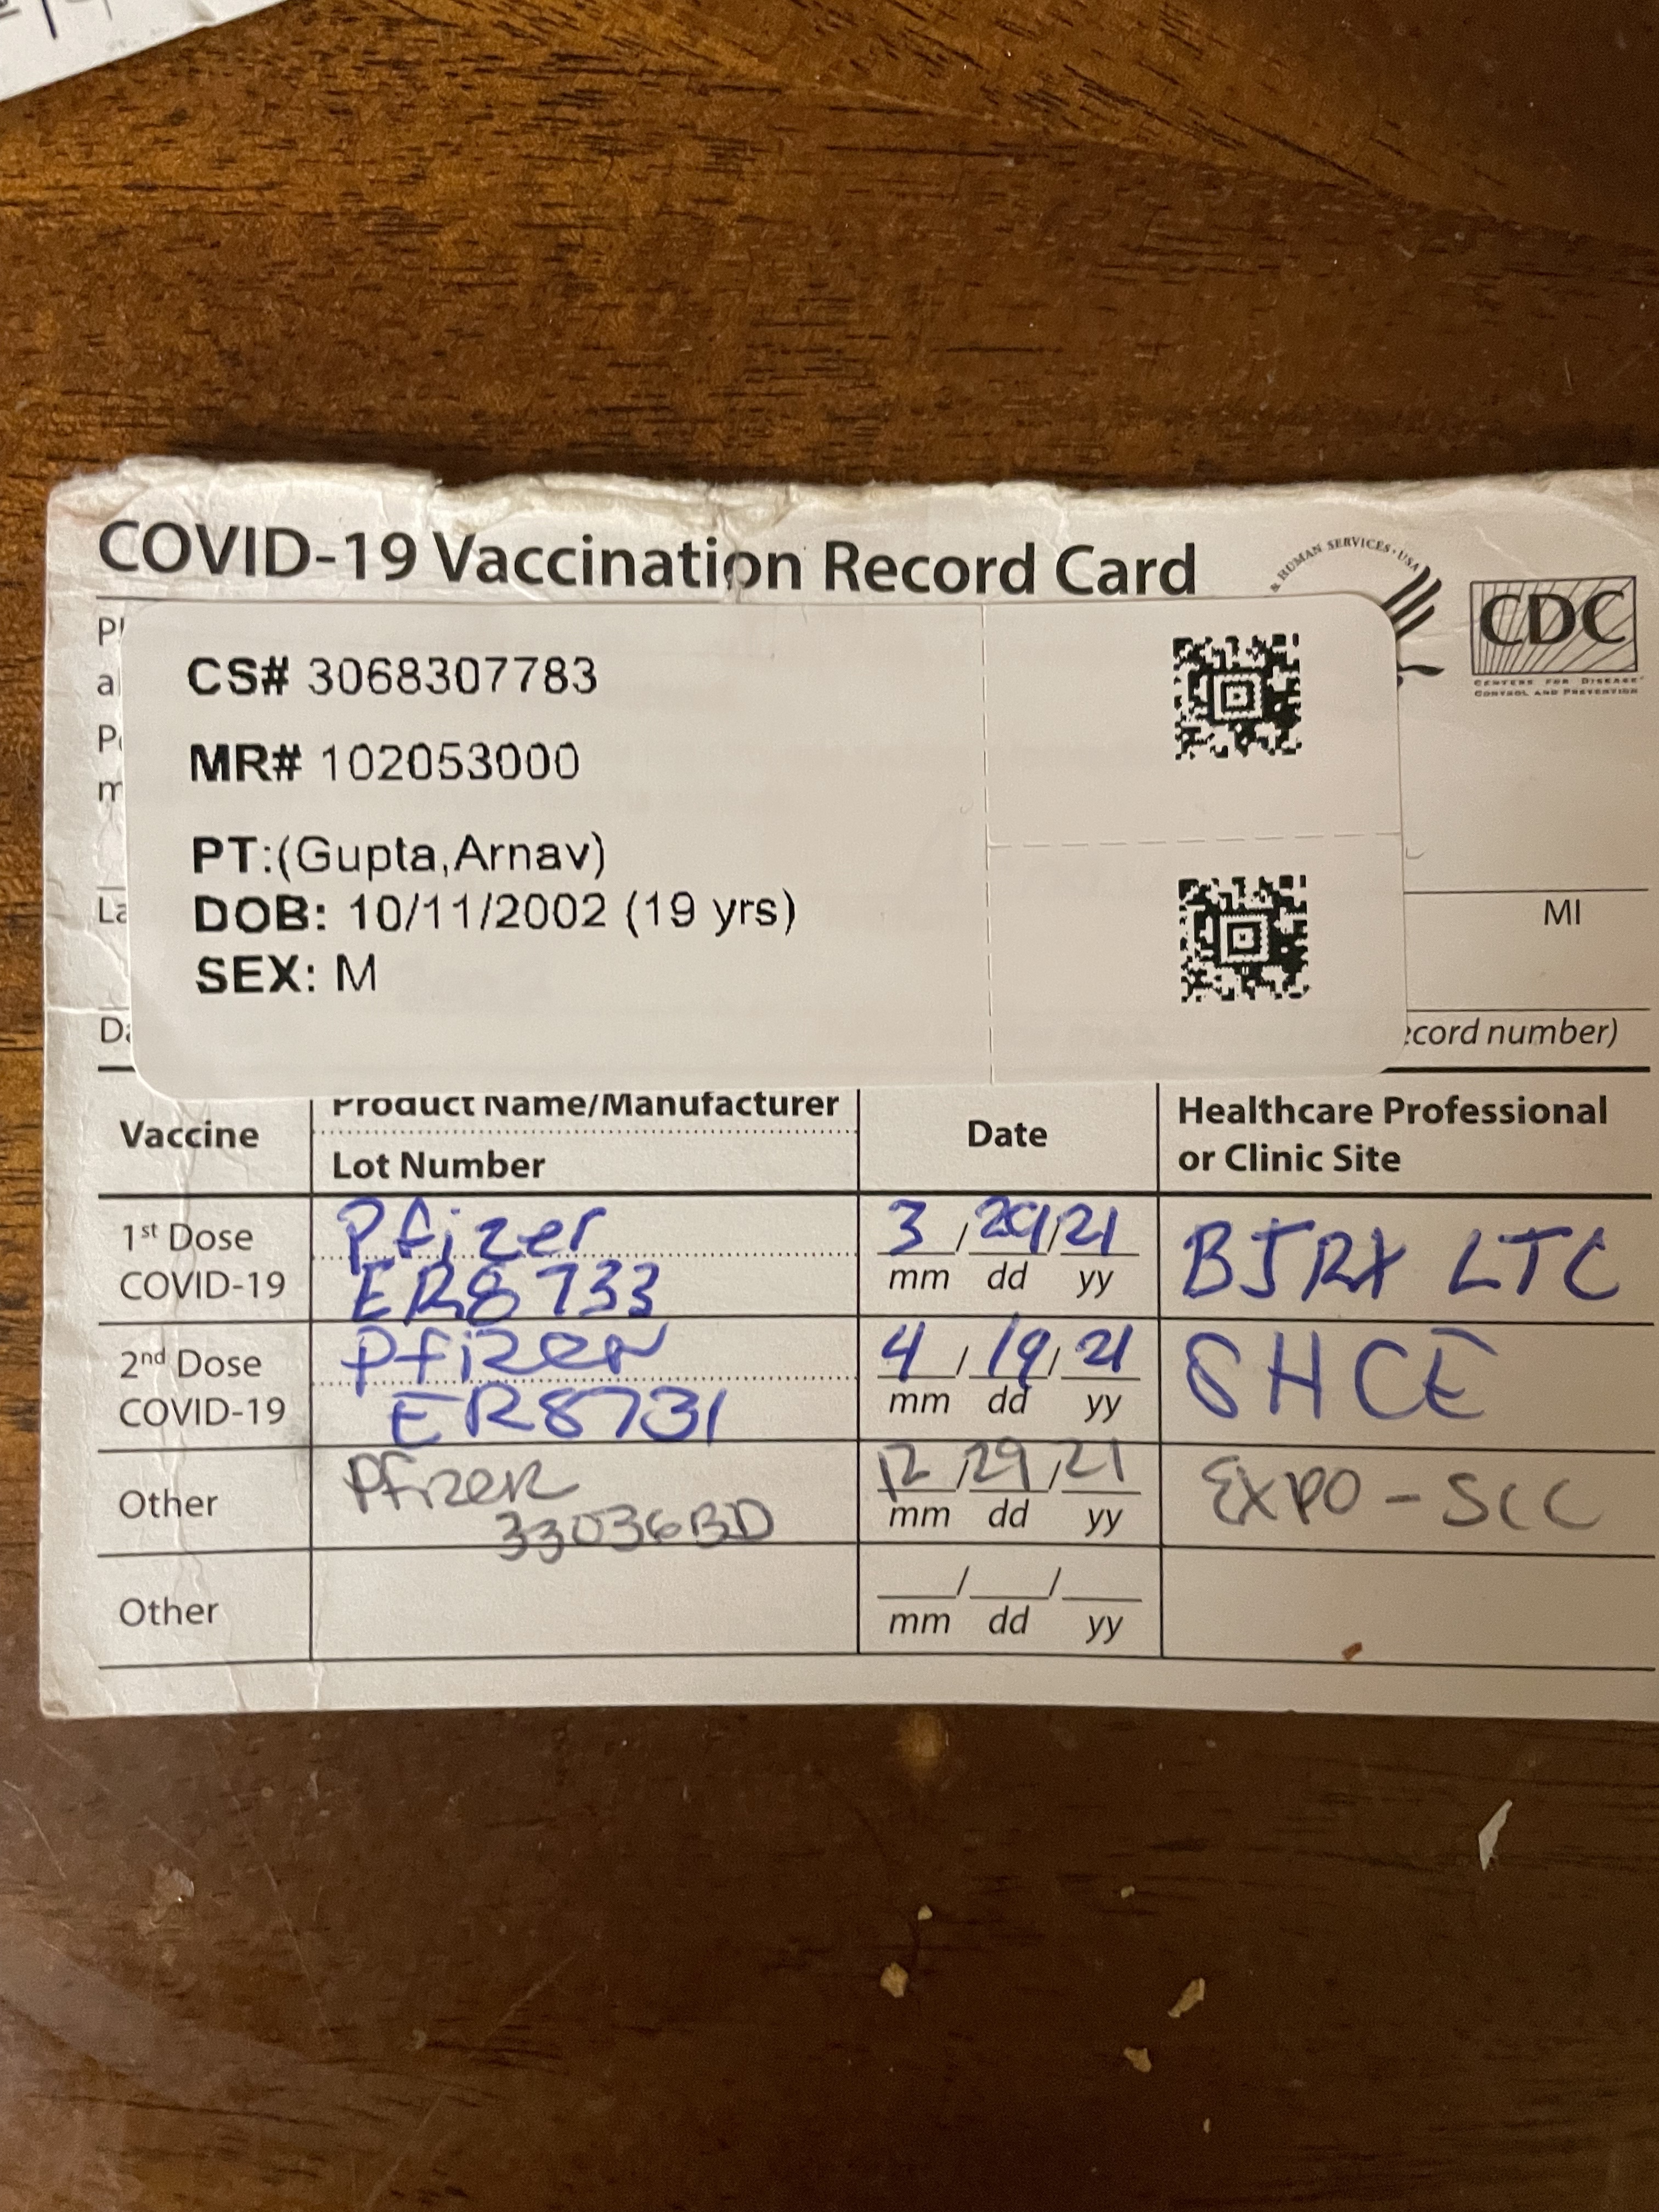 COVID-19 Vaccination Record Card
& HUMAN SERVICES · USA
CDC
CENTERS FOR DISEASE
CONTROL AND PREVENTION
CS# 3068307783
MR# 102053000
PT:(Gupta,Arnav)
DOB: 10/11/2002 (19 yrs)
MI
SEX: M
ecord number)
Vaccine
Product Name/Manufacturer
Lot Number
Date
Healthcare Professional
or Clinic Site
1st Dose
COVID-19
Pfizer
ER8733
3 / 29 / 21
mm dd yy
BJRX LTC
2nd Dose
COVID-19
Pfizer
ER8731
4 / 19 / 21
mm dd yy
SHCE
Other
Pfizer
33036BD
12 / 29 / 21
mm dd yy
EXPO - SCC
Other
/ /
mm dd yy